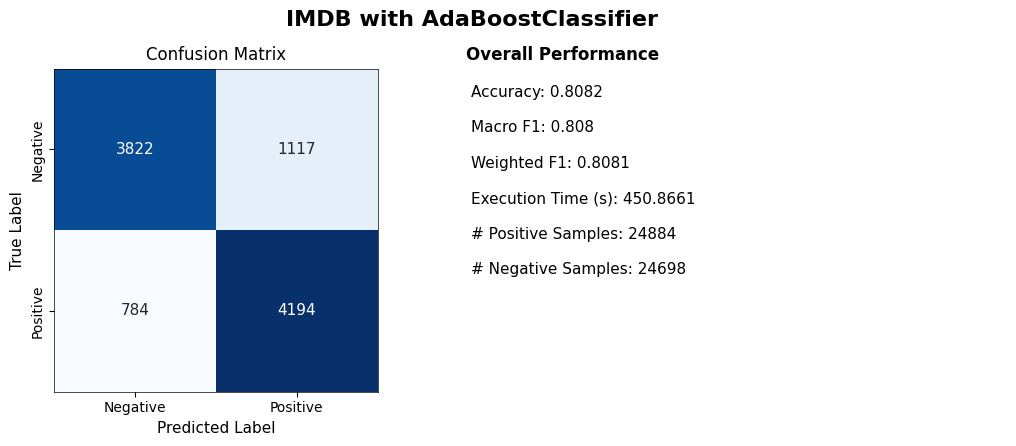 IMDB with AdaBoostClassifier
Confusion Matrix
True Label
Negative
3822 1117
Positive
784 4194
Negative Positive
Predicted Label
Overall Performance
Accuracy: 0.8082
Macro F1: 0.808
Weighted F1: 0.8081
Execution Time (s): 450.8661
# Positive Samples: 24884
# Negative Samples: 24698